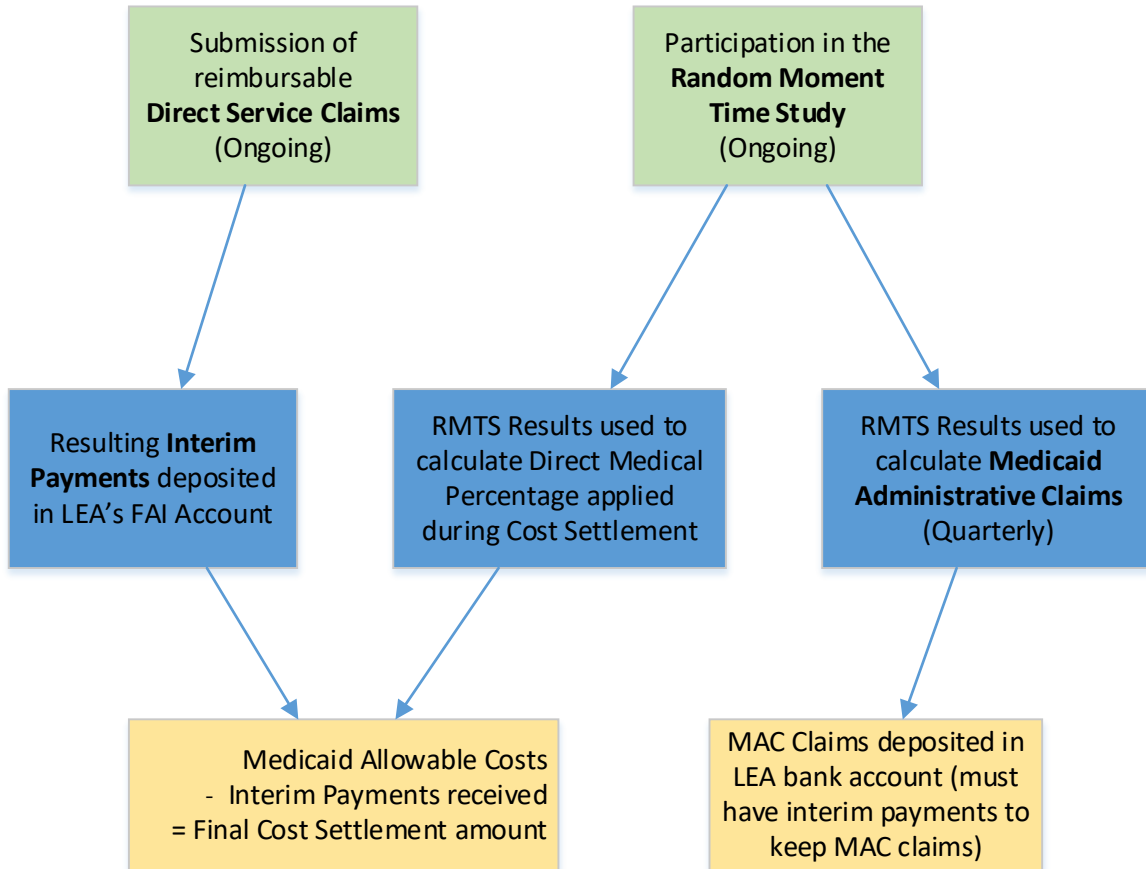 Submission of
reimbursable
Direct Service Claims
(Ongoing)
Participation in the
Random Moment
Time Study
(Ongoing)
Resulting Interim
Payments deposited
in LEA’s FAI Account
RMTS Results used to
calculate Direct Medical
Percentage applied
during Cost Settlement
RMTS Results used to
calculate Medicaid
Administrative Claims
(Quarterly)
Medicaid Allowable Costs
- Interim Payments received
= Final Cost Settlement amount
MAC Claims deposited in
LEA bank account (must
have interim payments to
keep MAC claims)